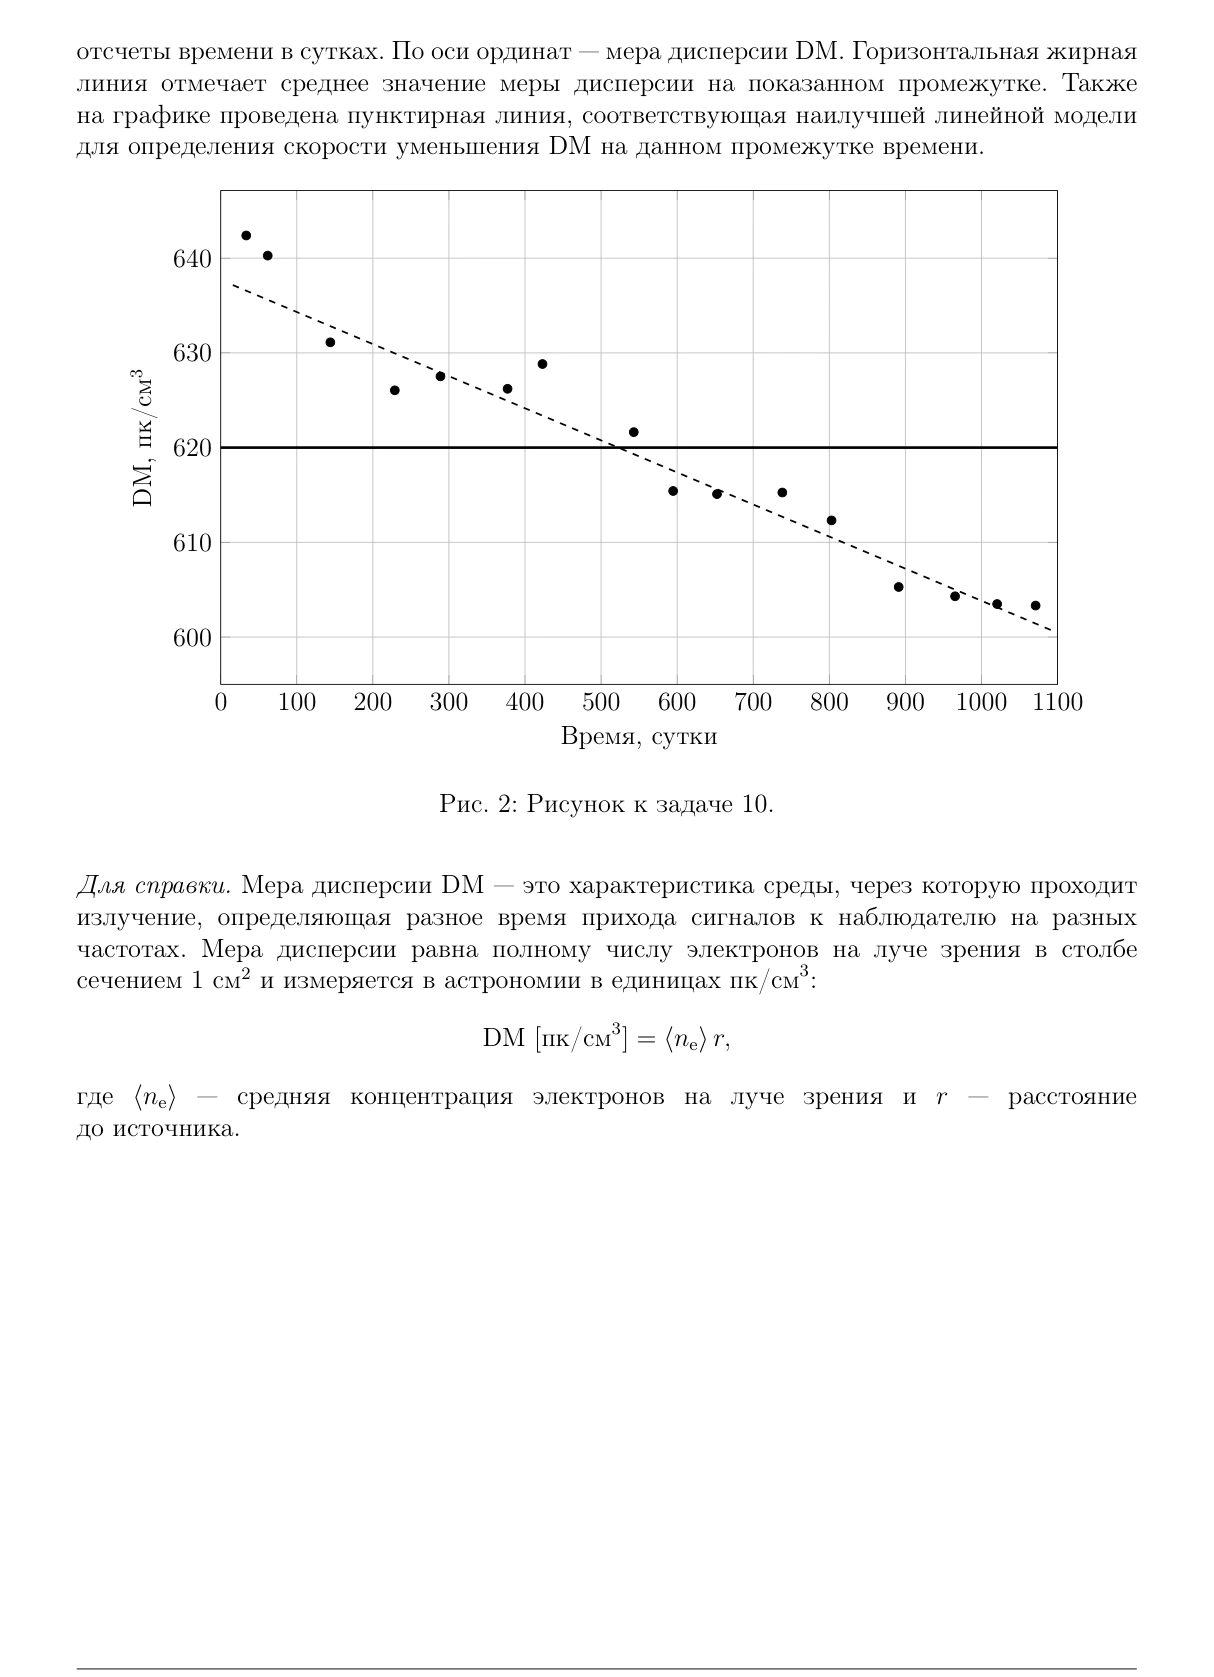 отсчеты времени в сутках. По оси ординат — мера дисперсии DM. Горизонтальная жирная
линия отмечает среднее значение меры дисперсии на показанном промежутке. Также
на графике проведена пунктирная линия, соответствующая наилучшей линейной модели
для определения скорости уменьшения DM на данном промежутке времени.
640
630
620
610
600
DM, пк/см³
0 100 200 300 400 500 600 700 800 900 1000 1100
Время, сутки
Рис. 2: Рисунок к задаче 10.
Для справки. Мера дисперсии DM — это характеристика среды, через которую проходит
излучение, определяющая разное время прихода сигналов к наблюдателю на разных
частотах. Мера дисперсии равна полному числу электронов на луче зрения в столбе
сечением 1 см² и измеряется в астрономии в единицах пк/см³:
DM [пк/см³] = ⟨nₑ⟩ r,
где ⟨nₑ⟩ — средняя концентрация электронов на луче зрения и r — расстояние
до источника.